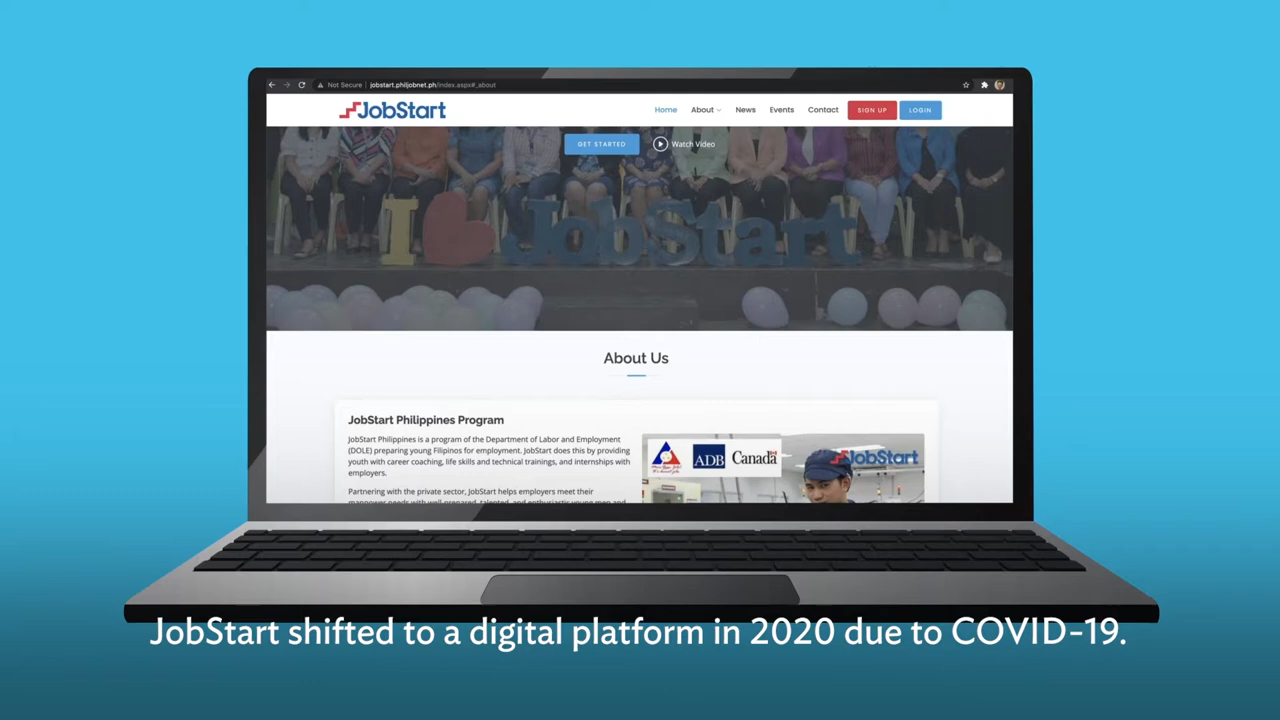 Not Secure jobstart.philjobnet.ph/index.aspx#_about
JobStart
Home About News Events Contact SIGN UP LOGIN
GET STARTED Watch Video
I JobStart
About Us
JobStart Philippines Program
JobStart Philippines is a program of the Department of Labor and Employment
(DOLE) preparing young Filipinos for employment. JobStart does this by providing
youth with career coaching, life skills and technical trainings, and internships with
employers.
Partnering with the private sector, JobStart helps employers meet their
manpower needs with well-prepared, talented, and enthusiastic young men and
ADB Canada JobStart
JobStart shifted to a digital platform in 2020 due to COVID-19.